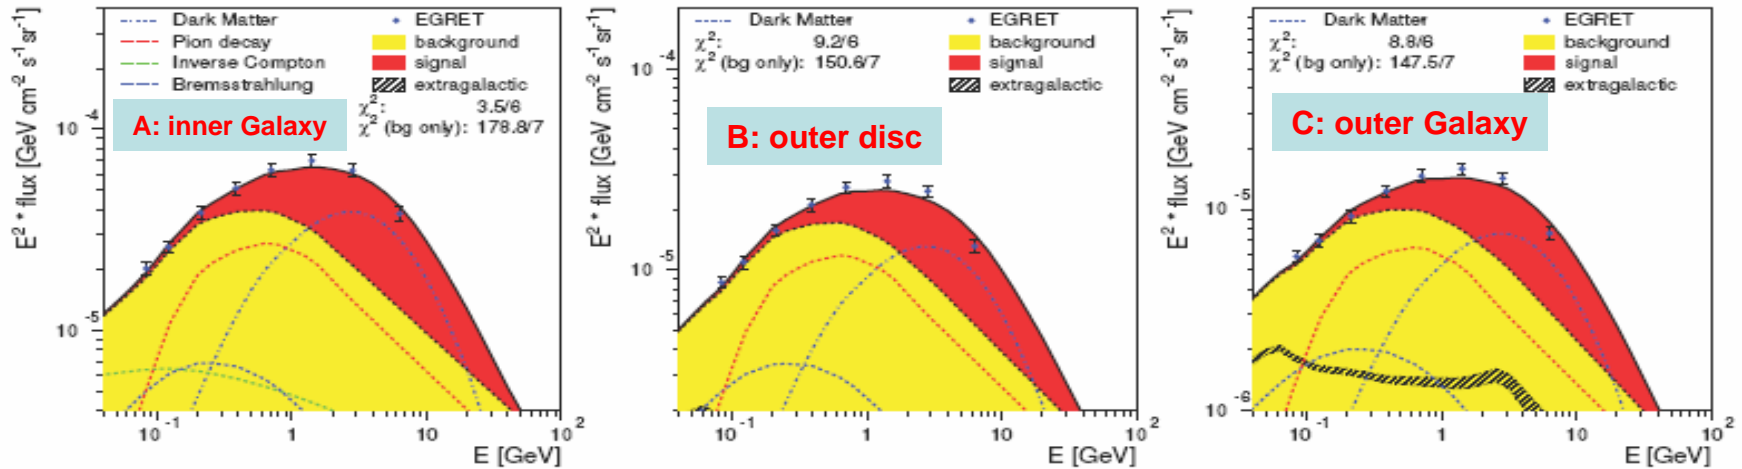 E² * flux [GeV cm⁻² s⁻¹ sr⁻¹]
Dark Matter
Pion decay
Inverse Compton
Bremsstrahlung
EGRET
background
signal
extragalactic
χ²: 3.5/6
χ² (bg only): 178.8/7
A: inner Galaxy
10⁻⁴
10⁻⁵
10⁻¹ 1 10 10²
E [GeV]
E² * flux [GeV cm⁻² s⁻¹ sr⁻¹]
Dark Matter
χ²: 9.2/6
χ² (bg only): 150.6/7
EGRET
background
signal
extragalactic
B: outer disc
10⁻⁴
10⁻⁵
10⁻¹ 1 10 10²
E [GeV]
E² * flux [GeV cm⁻² s⁻¹ sr⁻¹]
Dark Matter
χ²: 8.8/6
χ² (bg only): 147.5/7
EGRET
background
signal
extragalactic
C: outer Galaxy
10⁻⁵
10⁻⁶
10⁻¹ 1 10 10²
E [GeV]